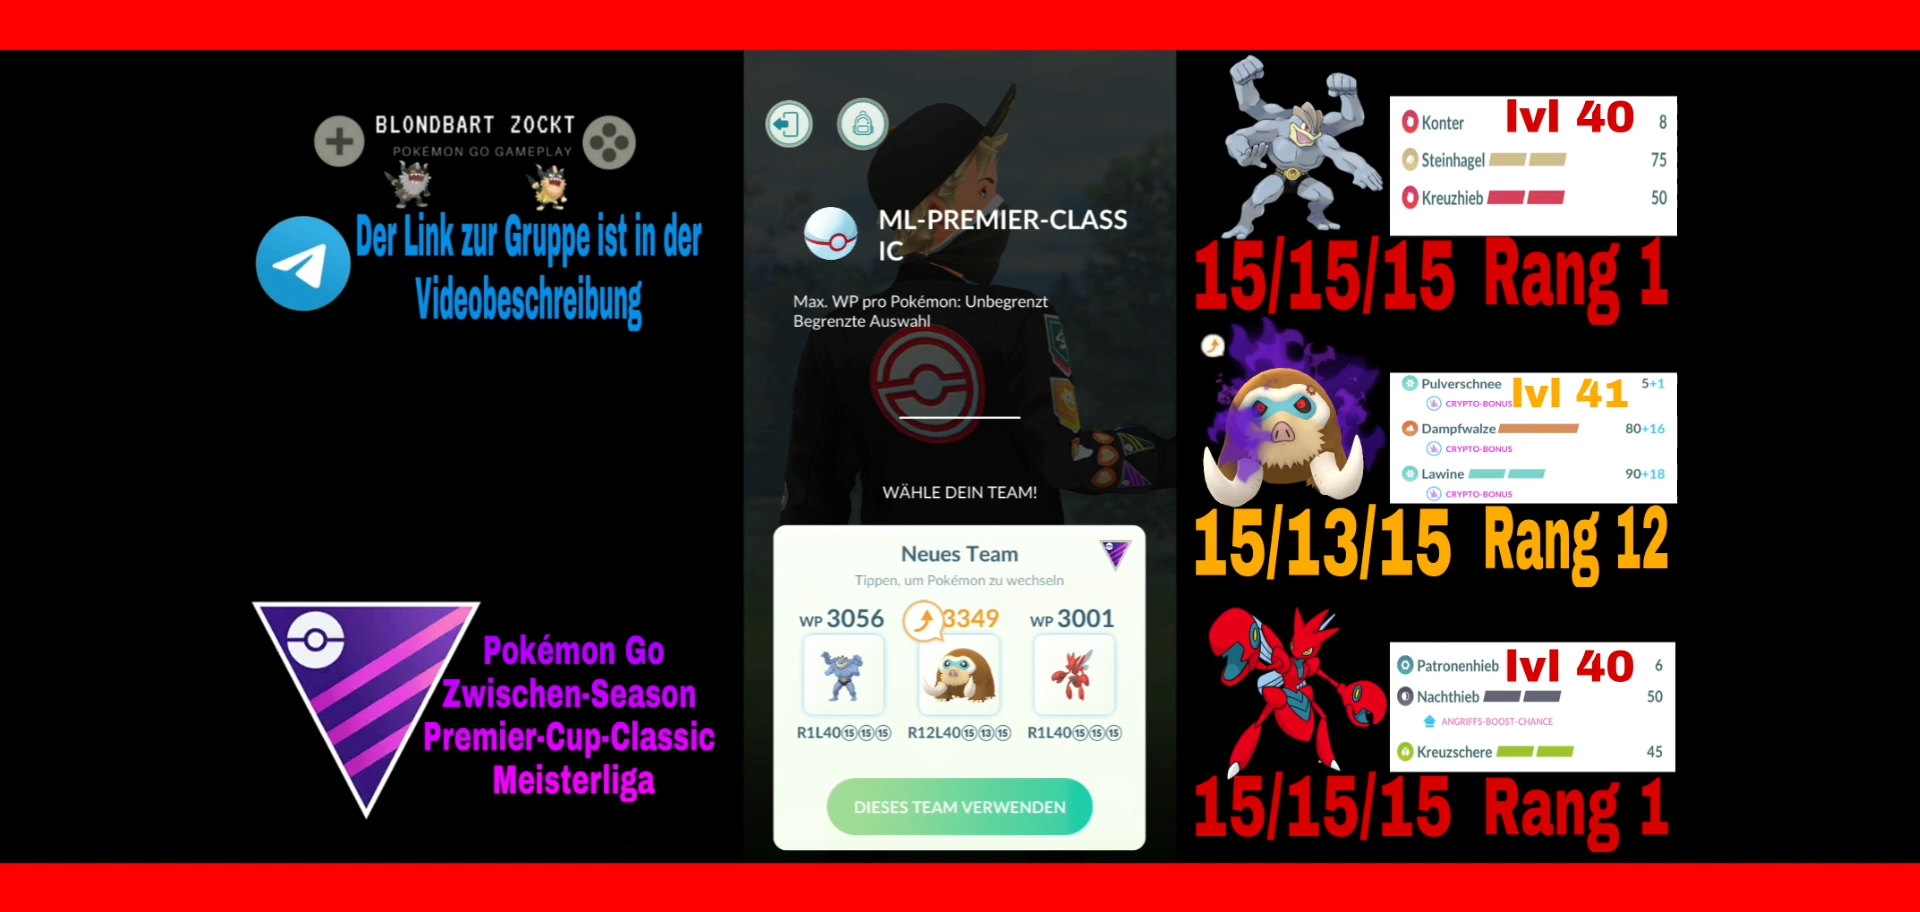 BLONDBART ZOCKT
POKEMON GO GAMEPLAY
Der Link zur Gruppe ist in der
Videobeschreibung
Pokémon Go
Zwischen-Season
Premier-Cup-Classic
Meisterliga
ML-PREMIER-CLASS
IC
Max. WP pro Pokémon: Unbegrenzt
Begrenzte Auswahl
WÄHLE DEIN TEAM!
Neues Team
Tippen, um Pokémon zu wechseln
WP 3056 3349 WP 3001
R1L40⑮⑮⑮ R12L40⑮⑬⑮ R1L40⑮⑮⑮
DIESES TEAM VERWENDEN
Konter lvl 40 8
Steinhagel 75
Kreuzhieb 50
15/15/15 Rang 1
Pulverschnee 5+1
CRYPTO-BONUS lvl 41
Dampfwalze 80+16
CRYPTO-BONUS
Lawine 90+18
CRYPTO-BONUS
15/13/15 Rang 12
Patronenhieb lvl 40 6
Nachthieb 50
ANGRIFFS-BOOST-CHANCE
Kreuzschere 45
15/15/15 Rang 1